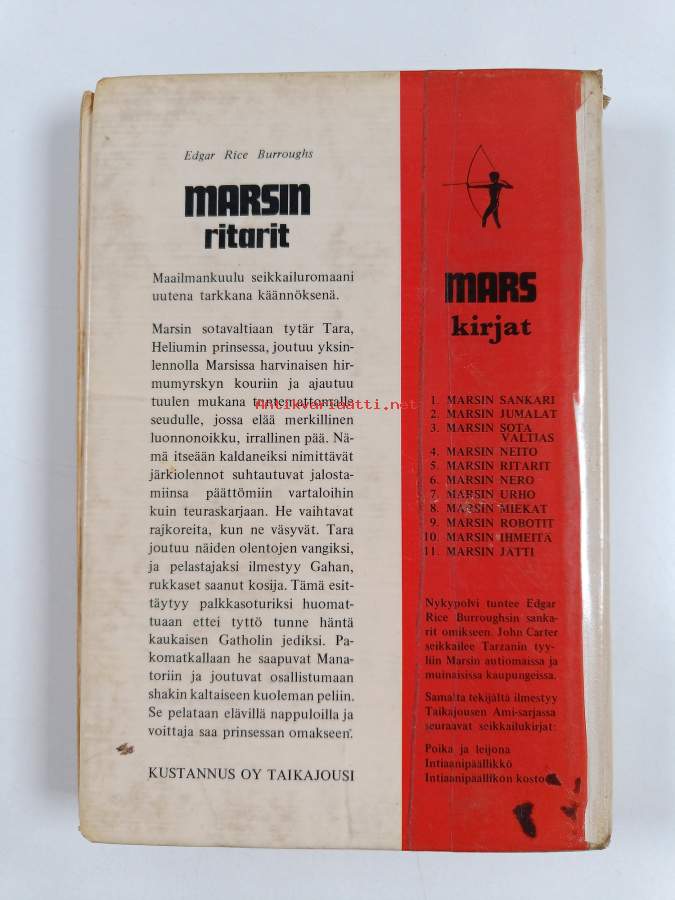 Edgar Rice Burroughs
MARSIN
ritarit
Maailmankuulu seikkailuromaani
uutena tarkkana käännöksenä.
Marsin sotavaltiaan tytär Tara,
Heliumin prinsessa, joutuu yksin-
lennolla Marsissa harvinaisen hir-
mumyrskyn kouriin ja ajautuu
tuulen mukana tuntemattomalle
seudulle, jossa elää merkillinen
luonnonoikku, irrallinen pää. Nä-
mä itseään kaldaneiksi nimittävät
järkiolennot suhtautuvat jalosta-
miinsa päättömiin vartaloihin
kuin teuraskarjaan. He vaihtavat
rajkoreita, kun ne väsyvät. Tara
joutuu näiden olentojen vangiksi,
ja pelastajaksi ilmestyy Gahan,
rukkaset saanut kosija. Tämä esit-
täytyy palkkasoturiksi huomat-
tuaan ettei tyttö tunne häntä
kaukaisen Gatholin jediksi. Pa-
komatkallaan he saapuvat Mana-
toriin ja joutuvat osallistumaan
shakin kaltaiseen kuoleman peliin.
Se pelataan elävillä nappuloilla ja
voittaja saa prinsessan omakseen.
KUSTANNUS OY TAIKAJOUSI
MARS
kirjat
1. MARSIN SANKARI
2. MARSIN JUMALAT
3. MARSIN SOTA
VALTIAS
4. MARSIN NEITO
5. MARSIN RITARIT
6. MARSIN NERO
7. MARSIN URHO
8. MARSIN MIEKAT
9. MARSIN ROBOTIT
10. MARSIN IHMEITÄ
11. MARSIN JÄTTI
Nykypolvi tuntee Edgar
Rice Burroughsin sanka-
rit omikseen. John Carter
seikkailee Tarzanin tyy-
liin Marsin autiomaissa ja
muinaisissa kaupungeissa.
Samalta tekijältä ilmestyy
Taikajousen Ami-sarjassa
seuraavat seikkailukirjat:
Poika ja leijona
Intiaanipäällikkö
Intiaanipäällikön kosto
Antikvariaatti.net